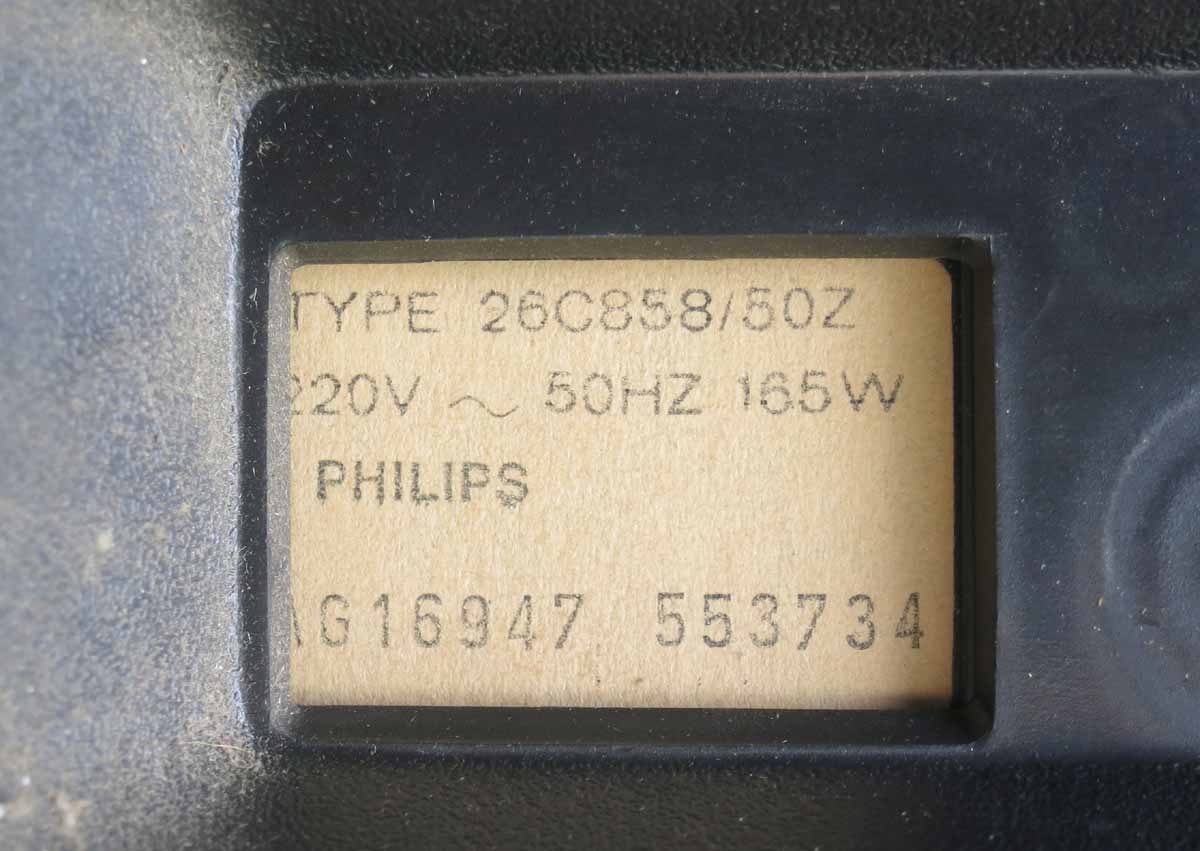 TYPE 26C858/50Z
220V ~ 50HZ 165W
PHILIPS
AG16947 553734